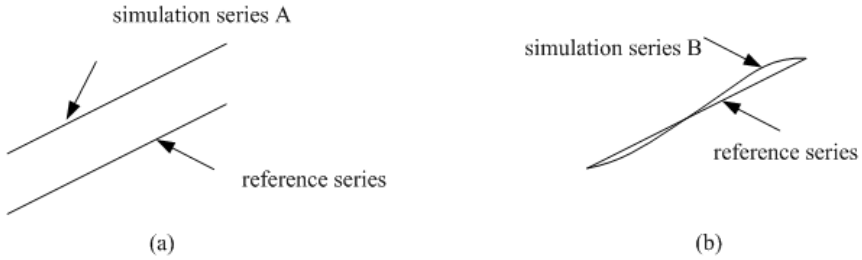 simulation series A
reference series
(a)
simulation series B
reference series
(b)